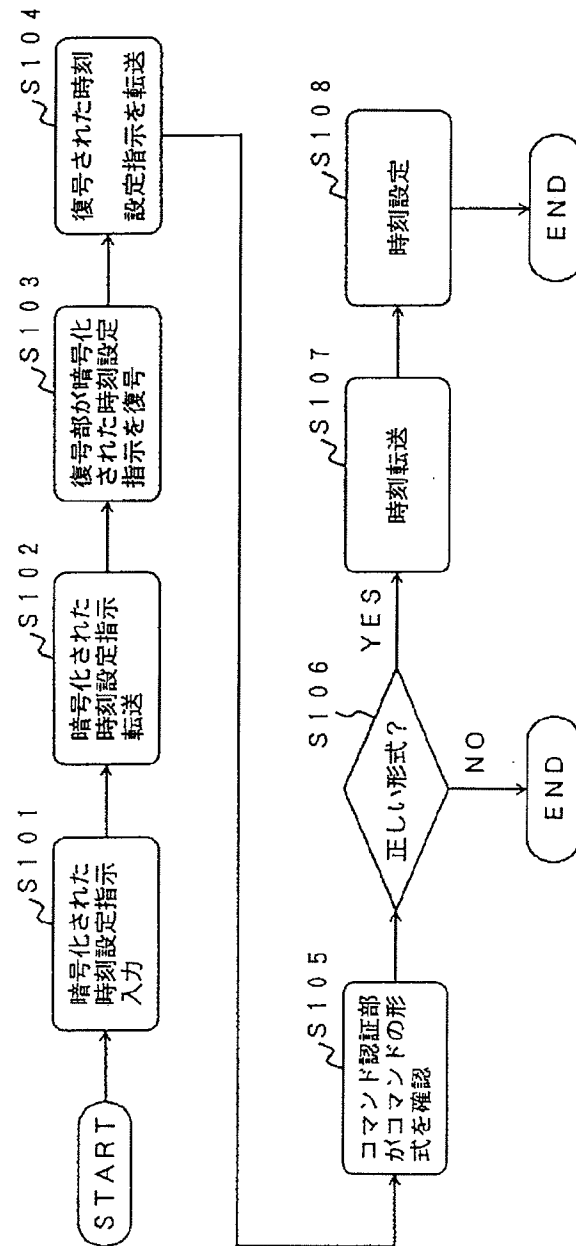 START
S101
暗号化された
時刻設定指示
入力
S102
暗号化された
時刻設定指示
転送
S103
復号部が暗号化
された時刻設定
指示を復号
S104
復号された時刻
設定指示を転送
S105
コマンド認証部
がコマンドの形
式を確認
S106
正しい形式?
YES
NO
END
S107
時刻転送
S108
時刻設定
END